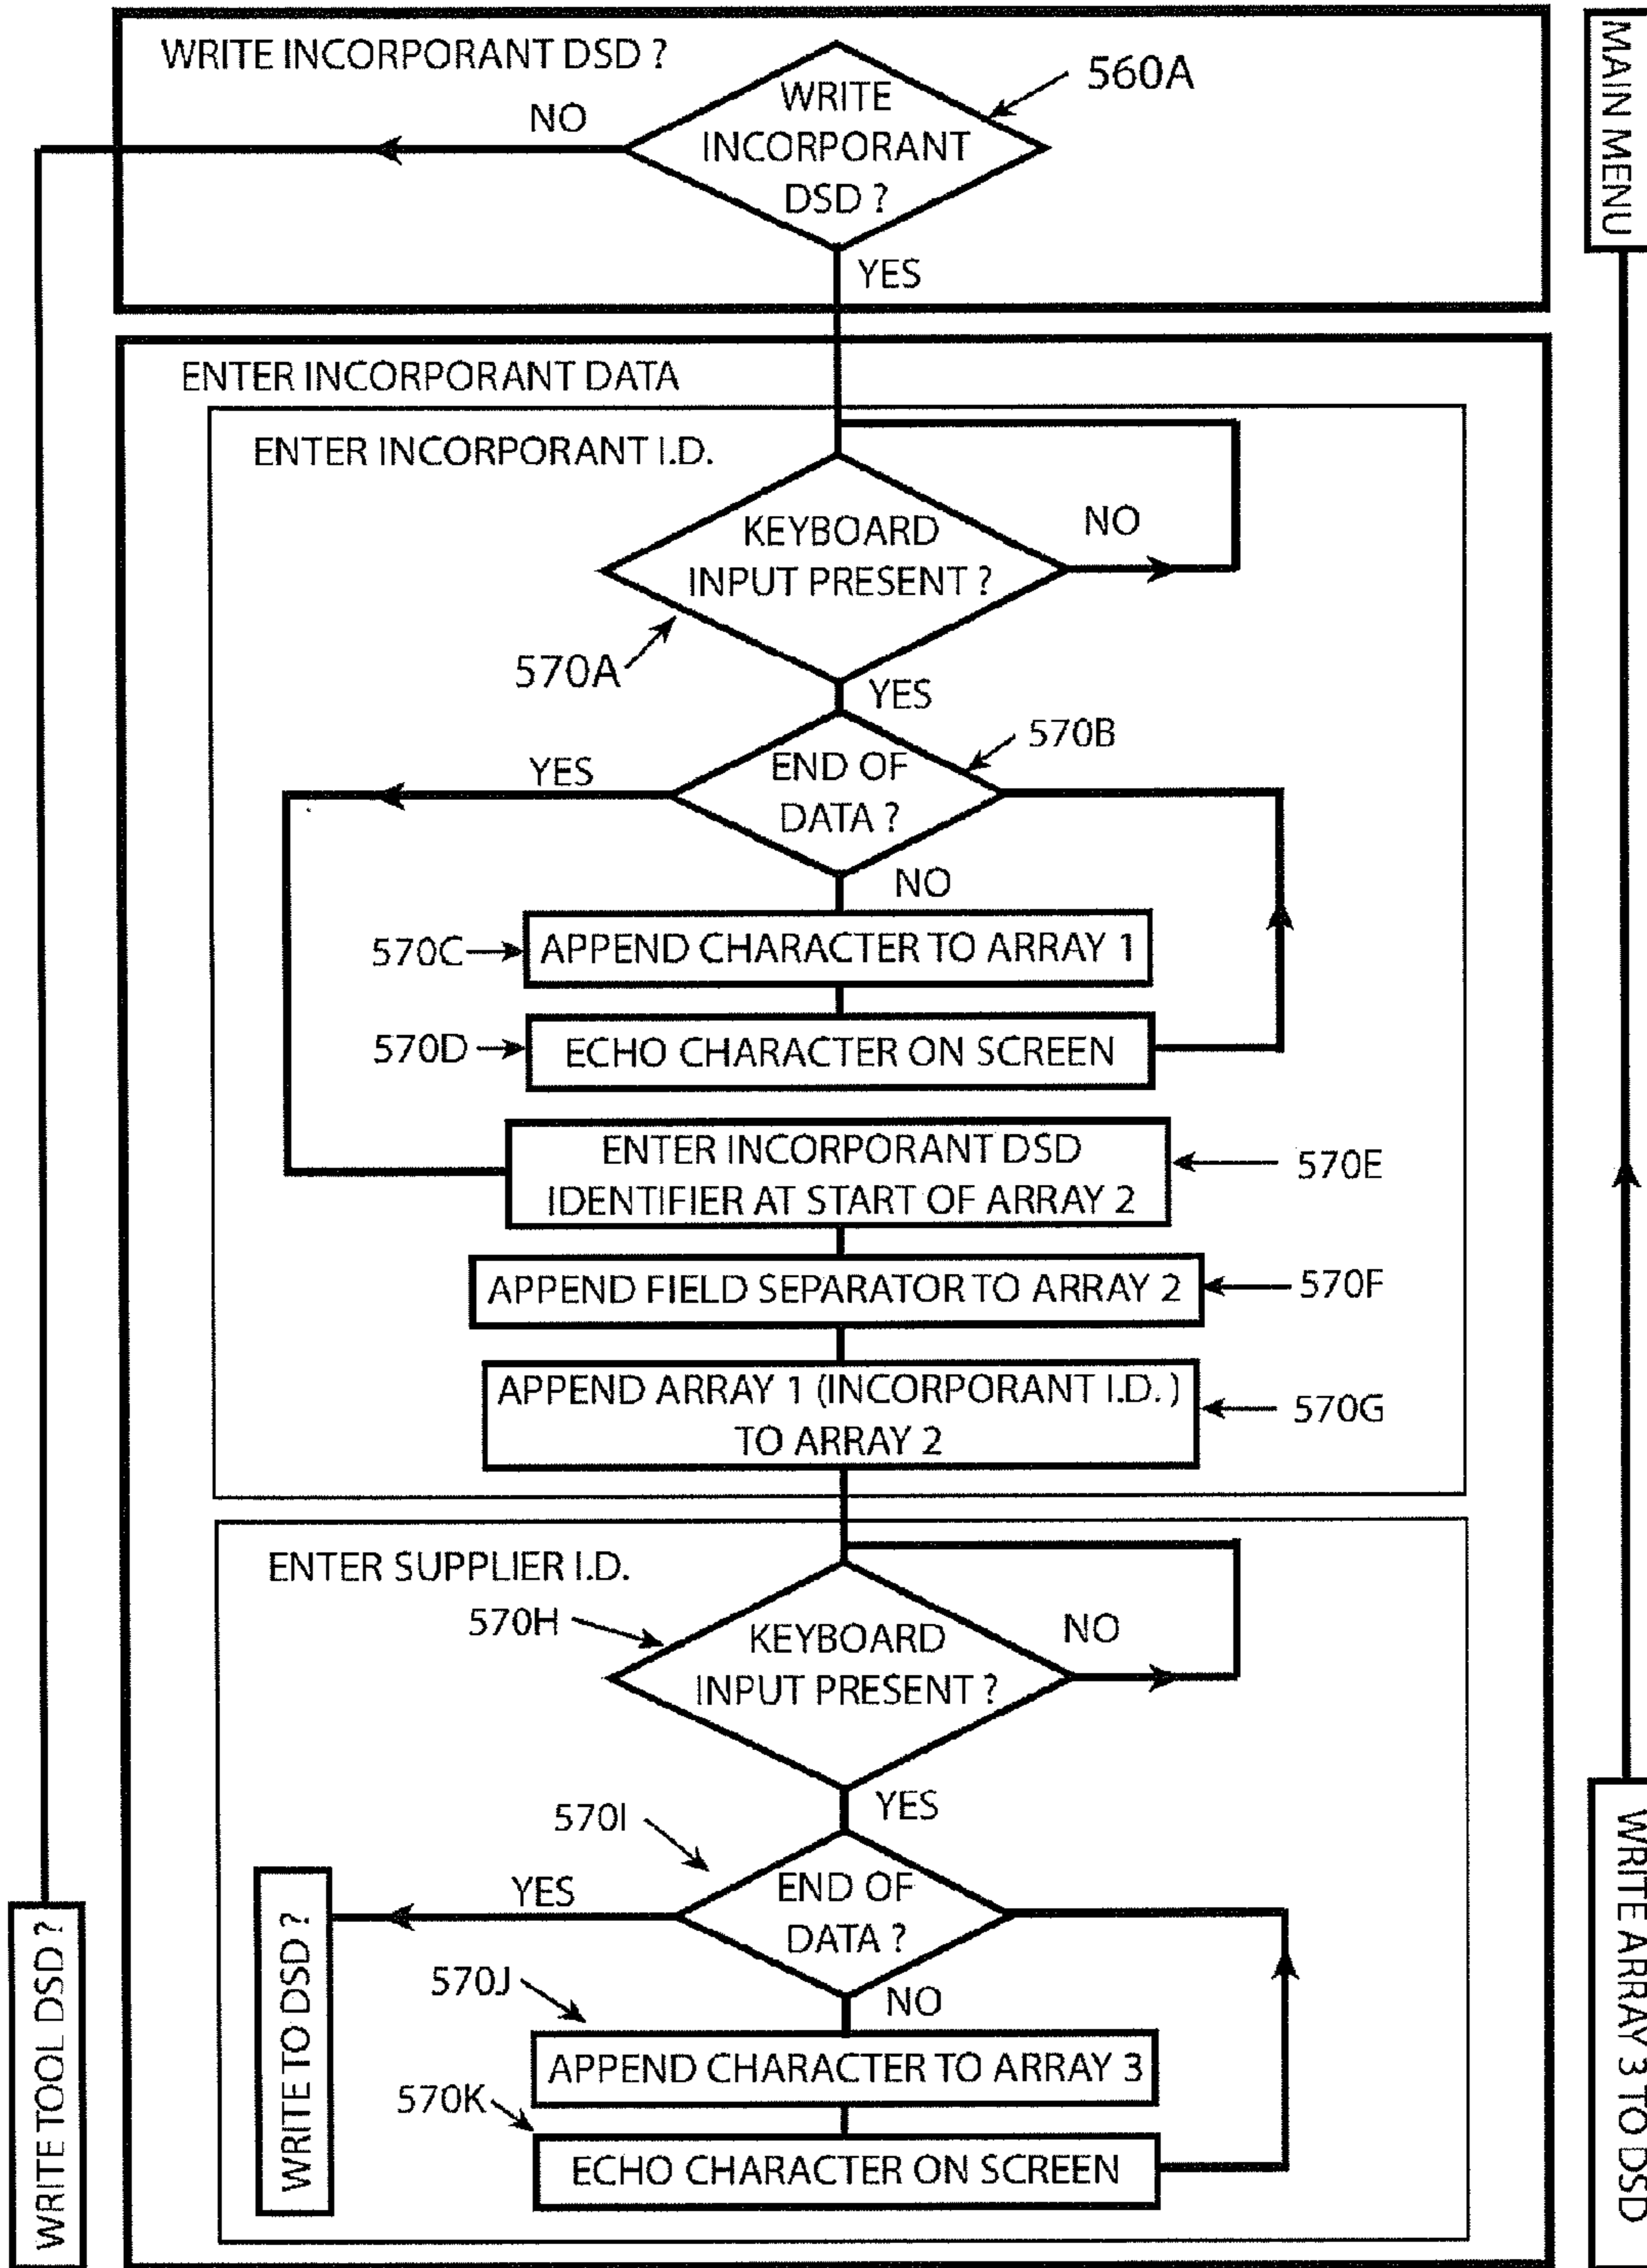 WRITE INCORPORANT DSD ?
WRITE
INCORPORANT
DSD ?
560A
NO
YES
MAIN MENU
ENTER INCORPORANT DATA
ENTER INCORPORANT I.D.
KEYBOARD
INPUT PRESENT ?
NO
570A
YES
570B
END OF
DATA ?
YES
NO
570C
APPEND CHARACTER TO ARRAY 1
570D
ECHO CHARACTER ON SCREEN
ENTER INCORPORANT DSD
IDENTIFIER AT START OF ARRAY 2
570E
APPEND FIELD SEPARATOR TO ARRAY 2
570F
APPEND ARRAY 1 (INCORPORANT I.D. )
TO ARRAY 2
570G
ENTER SUPPLIER I.D.
570H
KEYBOARD
INPUT PRESENT ?
NO
YES
570I
END OF
DATA ?
YES
NO
WRITE TO DSD ?
570J
APPEND CHARACTER TO ARRAY 3
570K
ECHO CHARACTER ON SCREEN
WRITE TOOL DSD ?
WRITE ARRAY 3 TO DSD